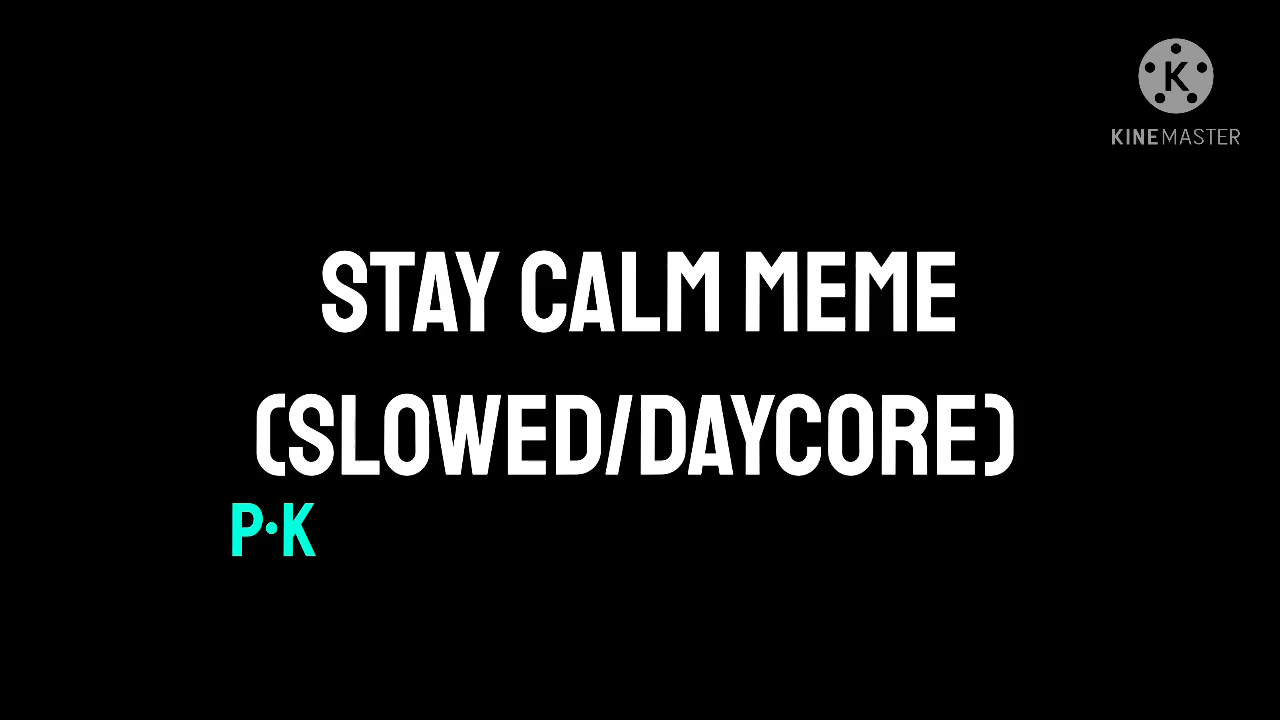 K
KINEMASTER
STAY CALM MEME
(SLOWED/DAYCORE)
P·K